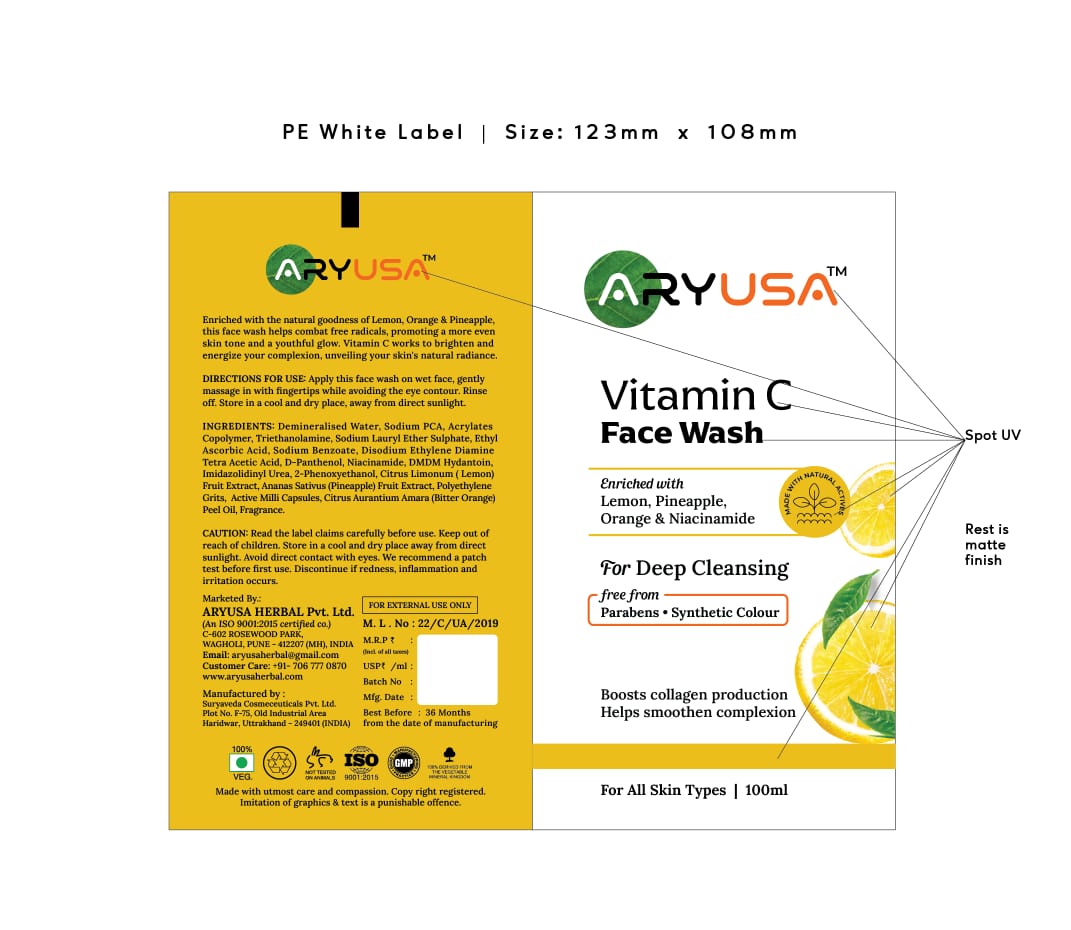 PE White Label | Size: 123mm x 108mm
ARYUSA™
Enriched with the natural goodness of Lemon, Orange & Pineapple,
this face wash helps combat free radicals, promoting a more even
skin tone and a youthful glow. Vitamin C works to brighten and
energize your complexion, unveiling your skin's natural radiance.
DIRECTIONS FOR USE: Apply this face wash on wet face, gently
massage in with fingertips while avoiding the eye contour. Rinse
off. Store in a cool and dry place, away from direct sunlight.
INGREDIENTS: Demineralised Water, Sodium PCA, Acrylates
Copolymer, Triethanolamine, Sodium Lauryl Ether Sulphate, Ethyl
Ascorbic Acid, Sodium Benzoate, Disodium Ethylene Diamine
Tetra Acetic Acid, D-Panthenol, Niacinamide, DMDM Hydantoin,
Imidazolidinyl Urea, 2-Phenoxyethanol, Citrus Limonum ( Lemon)
Fruit Extract, Ananas Sativus (Pineapple) Fruit Extract, Polyethylene
Grits, Active Milli Capsules, Citrus Aurantium Amara (Bitter Orange)
Peel Oil, Fragrance.
CAUTION: Read the label claims carefully before use. Keep out of
reach of children. Store in a cool and dry place away from direct
sunlight. Avoid direct contact with eyes. We recommend a patch
test before first use. Discontinue if redness, inflammation and
irritation occurs.
Marketed By.:
ARYUSA HERBAL Pvt. Ltd.
(An ISO 9001:2015 certified co.)
C-602 ROSEWOOD PARK,
WAGHOLI, PUNE - 412207 (MH), INDIA
Email: aryusaherbal@gmail.com
Customer Care: +91- 706 777 0870
www.aryusaherbal.com
Manufactured by :
Suryaveda Cosmeceuticals Pvt. Ltd.
Plot No. F-75, Old Industrial Area
Haridwar, Uttrakhand - 249401 (INDIA)
FOR EXTERNAL USE ONLY
M. L . No : 22/C/UA/2019
M.R.P ₹ :
(Incl. of all taxes)
USP₹ /ml :
Batch No :
Mfg. Date :
Best Before : 36 Months
from the date of manufacturing
100%
VEG.
NOT TESTED
ON ANIMALS
ISO
9001:2015
GMP
100% DERIVED FROM
THE VEGETABLE
MINERAL KINGDOM
Made with utmost care and compassion. Copy right registered.
Imitation of graphics & text is a punishable offence.
ARYUSA™
Vitamin C
Face Wash
Enriched with
Lemon, Pineapple,
Orange & Niacinamide
MADE WITH NATURAL ACTIVES
For Deep Cleansing
free from
Parabens • Synthetic Colour
Boosts collagen production
Helps smoothen complexion
For All Skin Types | 100ml
Spot UV
Rest is
matte
finish